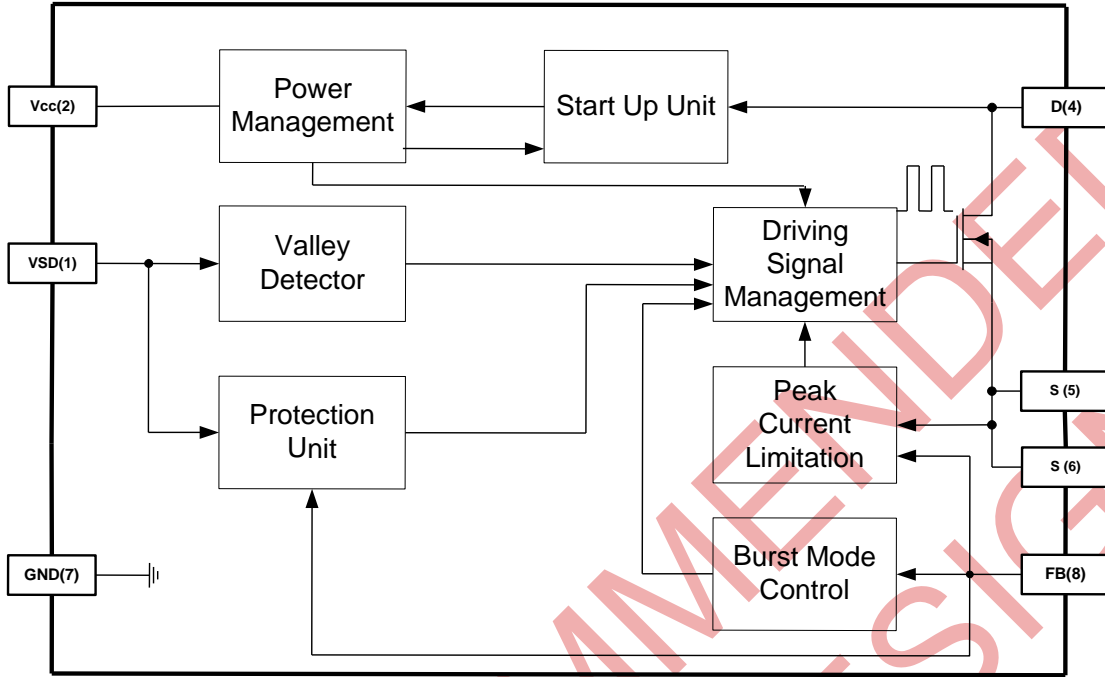 Vcc(2)
Power
Management
Start Up Unit
D(4)
VSD(1)
Valley
Detector
Driving
Signal
Management
Protection
Unit
Peak
Current
Limitation
S (5)
S (6)
GND(7)
Burst Mode
Control
FB(8)